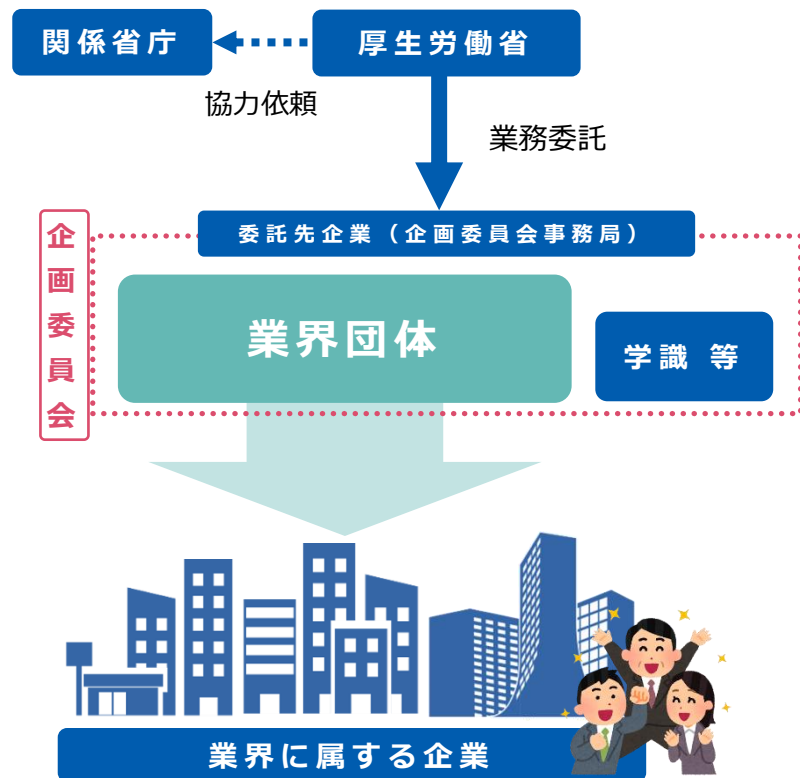 関係省庁
厚生労働省
協力依頼
業務委託
委託先企業（企画委員会事務局）
企画委員会
業界団体
学識 等
業界に属する企業